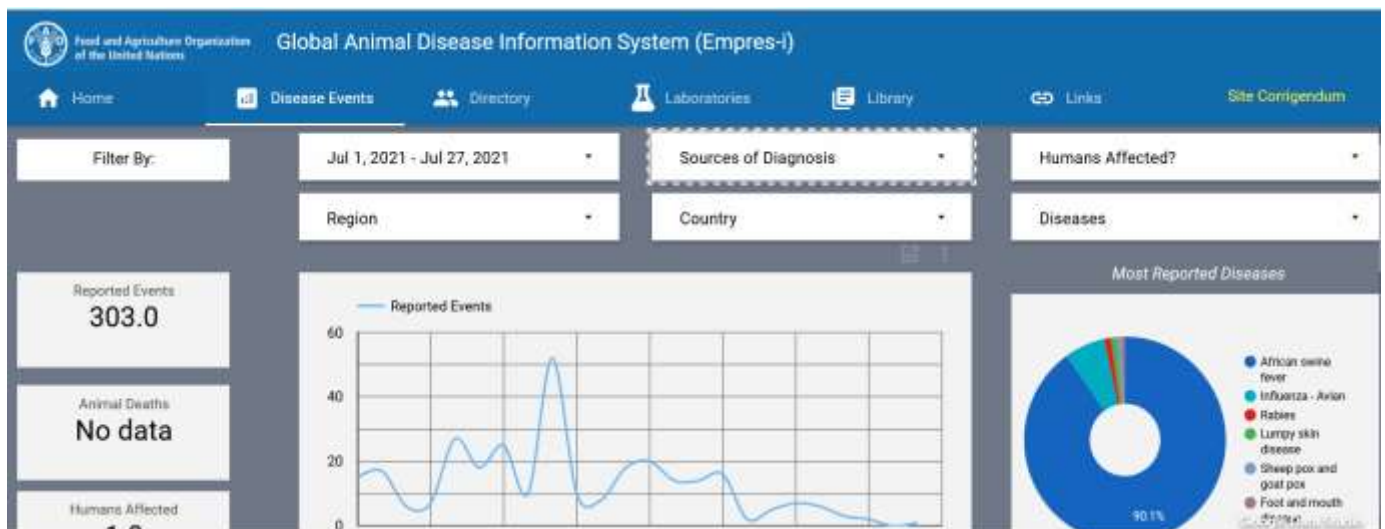 Food and Agriculture Organization
of the United Nations
Global Animal Disease Information System (Empres-i)
Home
Disease Events
Directory
Laboratories
Library
Links
Site Corrigendum
Filter By:
Jul 1, 2021 - Jul 27, 2021
Sources of Diagnosis
Humans Affected?
Region
Country
Diseases
Reported Events
303.0
Animal Deaths
No data
Humans Affected
Reported Events
60
40
20
0
Most Reported Diseases
African swine
fever
Influenza - Avian
Rabies
Lumpy skin
disease
Sheep pox and
goat pox
Foot and mouth
90.1%